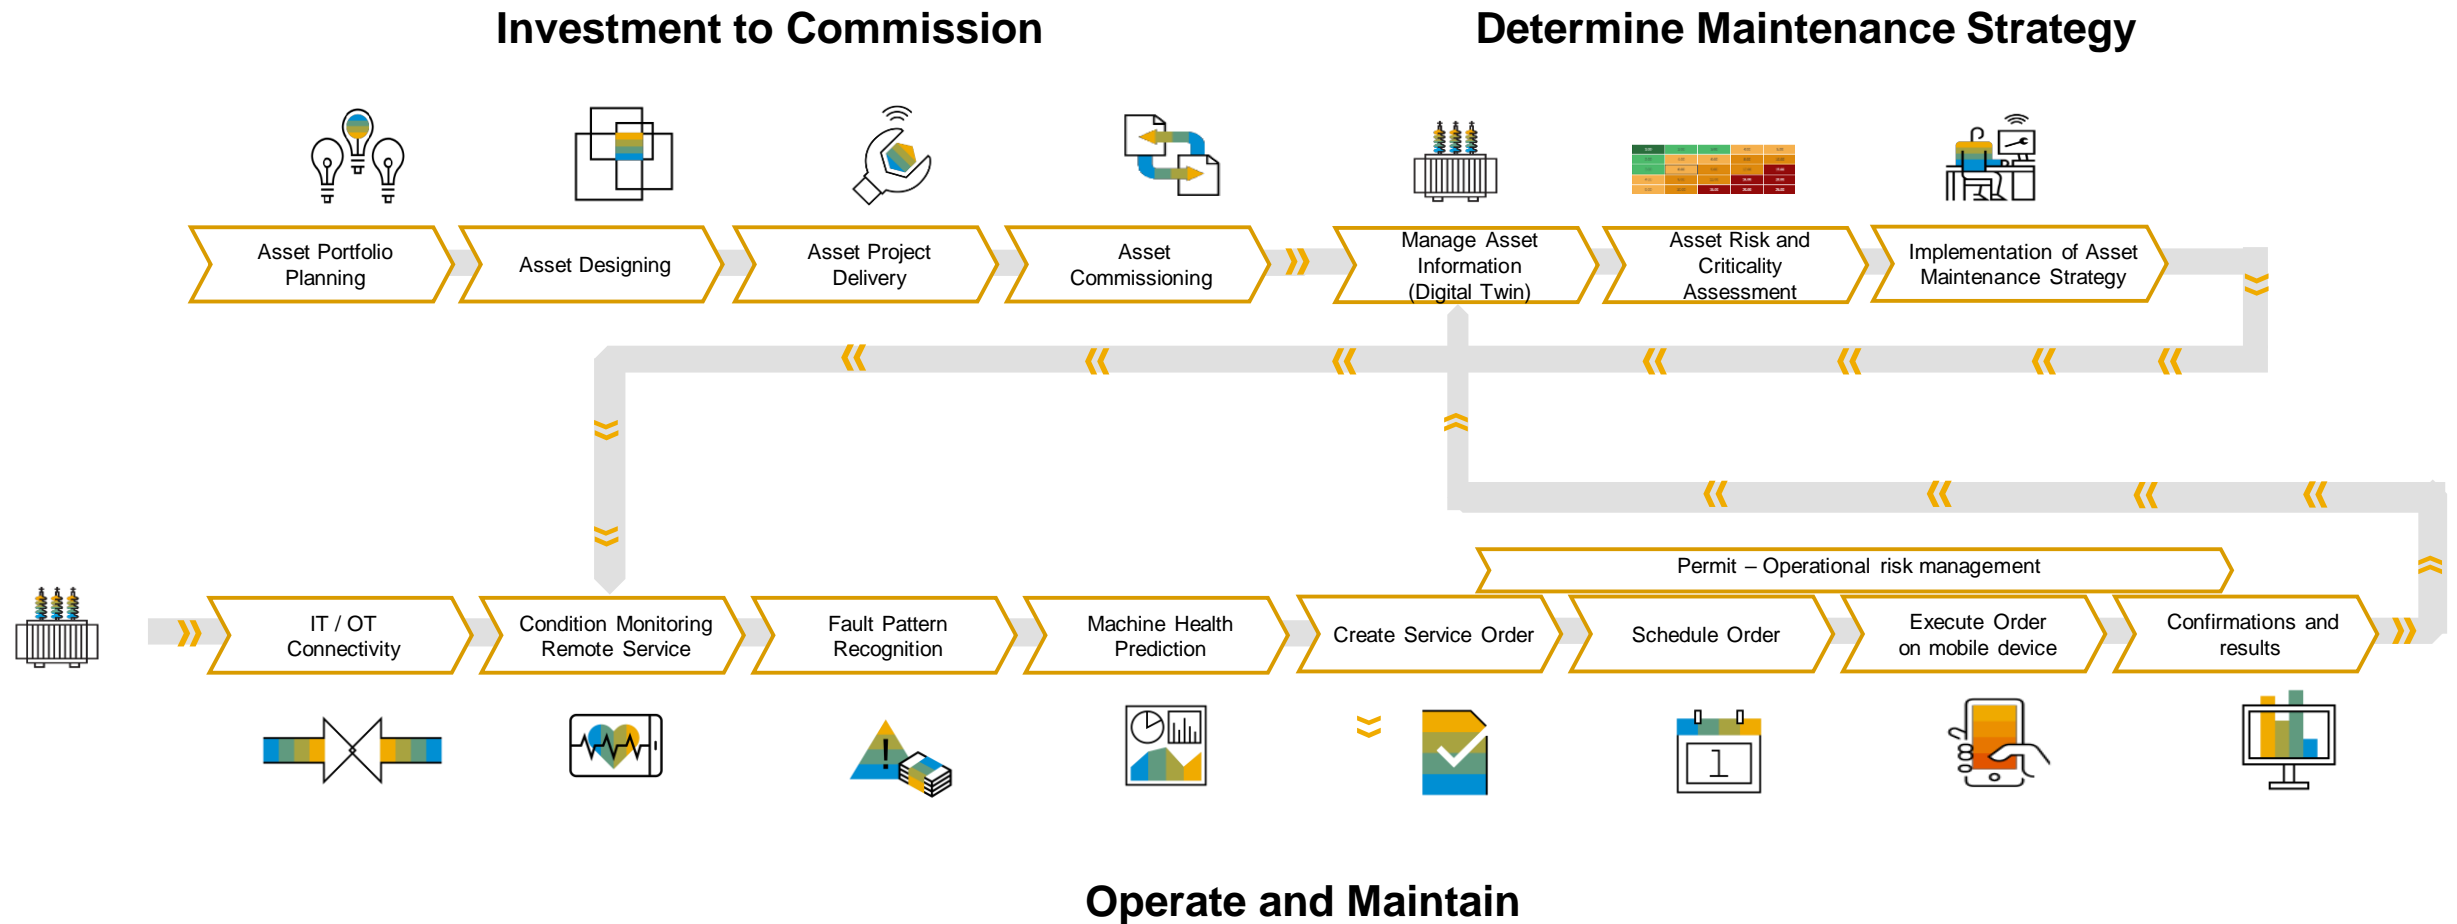 Investment to Commission
Determine Maintenance Strategy
Asset Portfolio
Planning
Asset Designing
Asset Project
Delivery
Asset
Commissioning
Manage Asset
Information
(Digital Twin)
Asset Risk and
Criticality
Assessment
Implementation of Asset
Maintenance Strategy
Permit – Operational risk management
IT / OT
Connectivity
Condition Monitoring
Remote Service
Fault Pattern
Recognition
Machine Health
Prediction
Create Service Order
Schedule Order
Execute Order
on mobile device
Confirmations and
results
!
1
Operate and Maintain